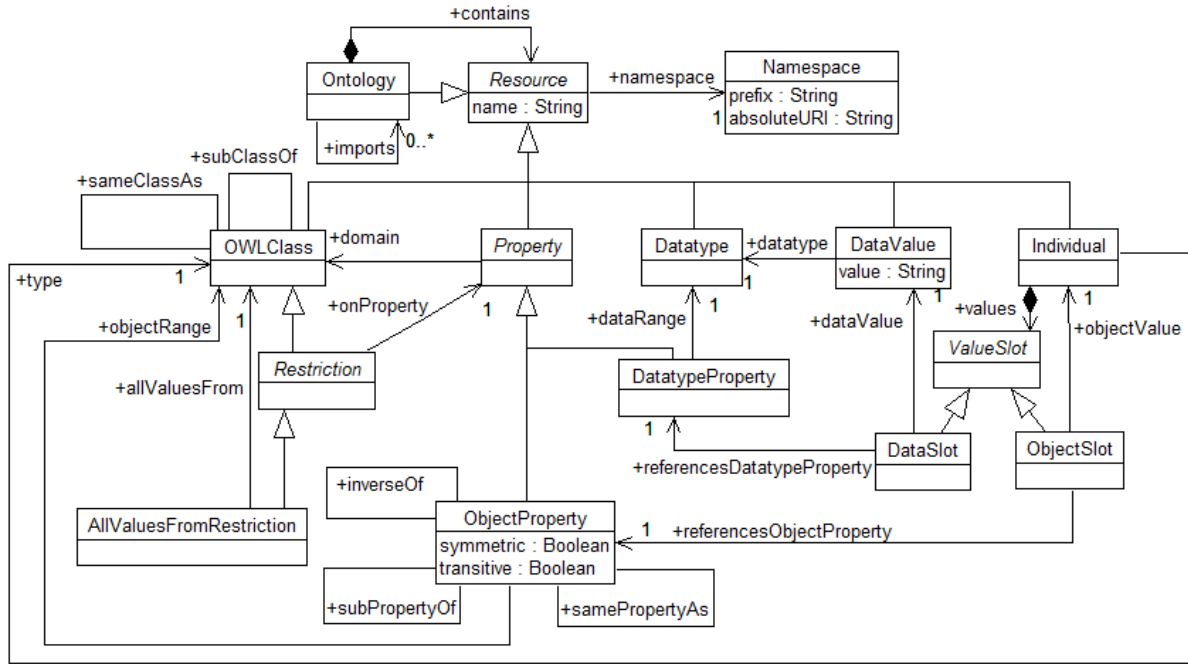 +contains
Ontology
Resource
name : String
+namespace
1
Namespace
prefix : String
absoluteURI : String
+imports
0..*
+subClassOf
+sameClassAs
OWLClass
+domain
Property
Datatype
+datatype
1
DataValue
value : String
Individual
+type
1
1
+objectRange
1
+onProperty
1
+dataRange
1
+dataValue
1
+values
+objectValue
1
Restriction
ValueSlot
+allValuesFrom
DatatypeProperty
1
DataSlot
ObjectSlot
+referencesDatatypeProperty
+inverseOf
AllValuesFromRestriction
ObjectProperty
symmetric : Boolean
transitive : Boolean
1
+referencesObjectProperty
+subPropertyOf
+samePropertyAs